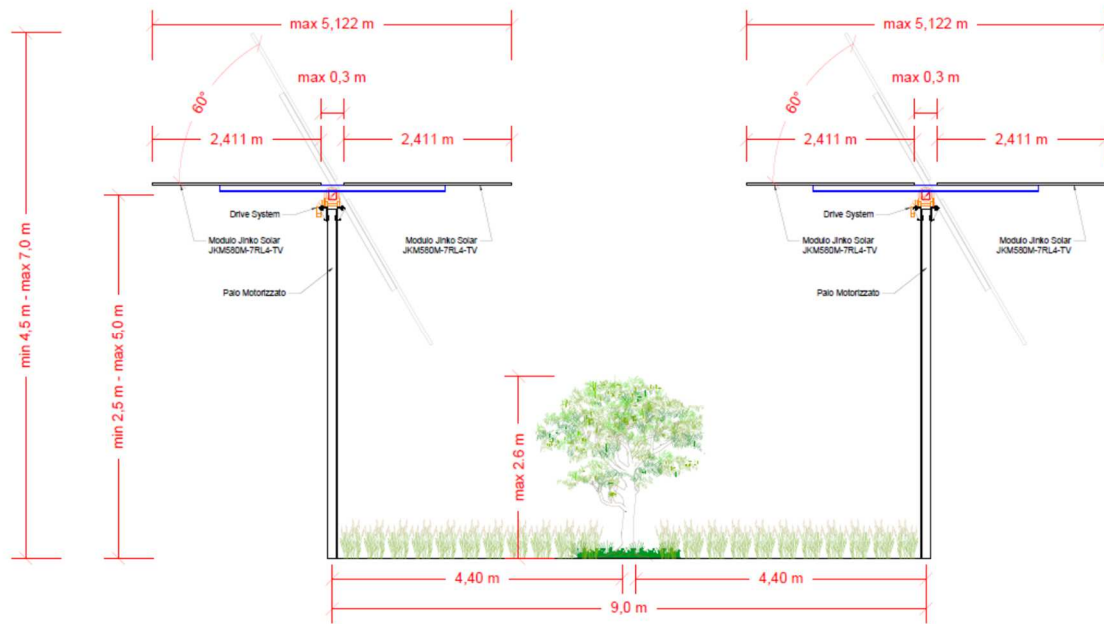 max 5,122 m
max 5,122 m
max 0,3 m
max 0,3 m
60°
60°
2,411 m
2,411 m
2,411 m
2,411 m
Drive System
Drive System
Modulo Jinko Solar
JKM580M-7RL4-TV
Modulo Jinko Solar
JKM580M-7RL4-TV
Modulo Jinko Solar
JKM580M-7RL4-TV
Modulo Jinko Solar
JKM580M-7RL4-TV
Palo Motorizzato
Palo Motorizzato
min 4,5 m - max 7,0 m
min 2,5 m - max 5,0 m
max 2.6 m
4,40 m
4,40 m
9,0 m